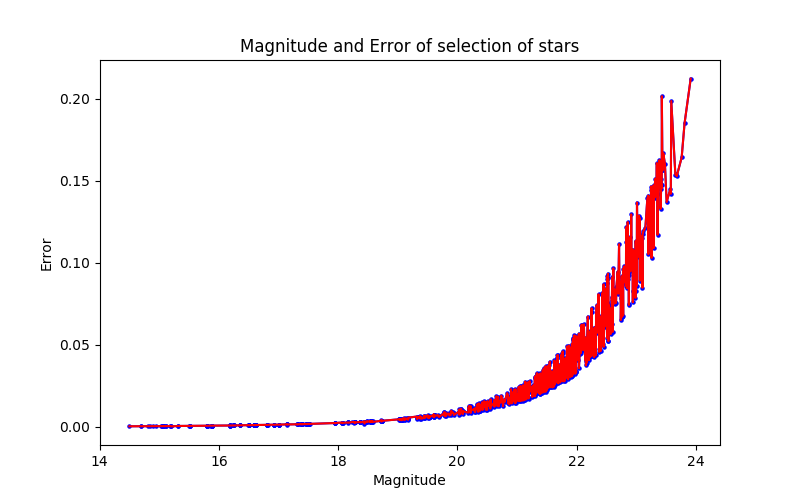 Magnitude and Error of selection of stars
Error
0.20
0.15
0.10
0.05
0.00
14 16 18 20 22 24
Magnitude